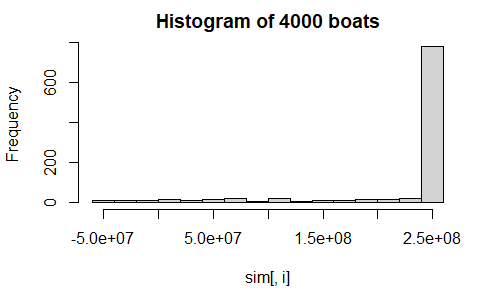 Histogram of 4000 boats
Frequency
600
200
0
-5.0e+07 5.0e+07 1.5e+08 2.5e+08
sim[, i]